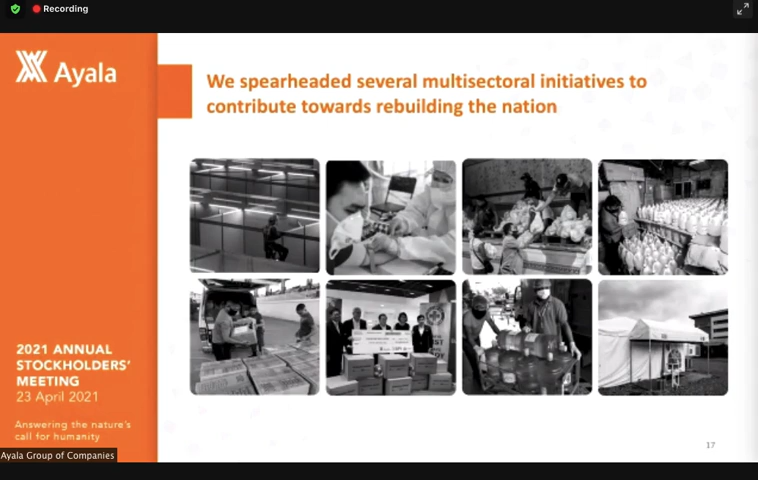 Recording
Ayala
We spearheaded several multisectoral initiatives to
contribute towards rebuilding the nation
2021 ANNUAL
STOCKHOLDERS'
MEETING
23 April 2021
Answering the nature's
call for humanity
Ayala Group of Companies
17